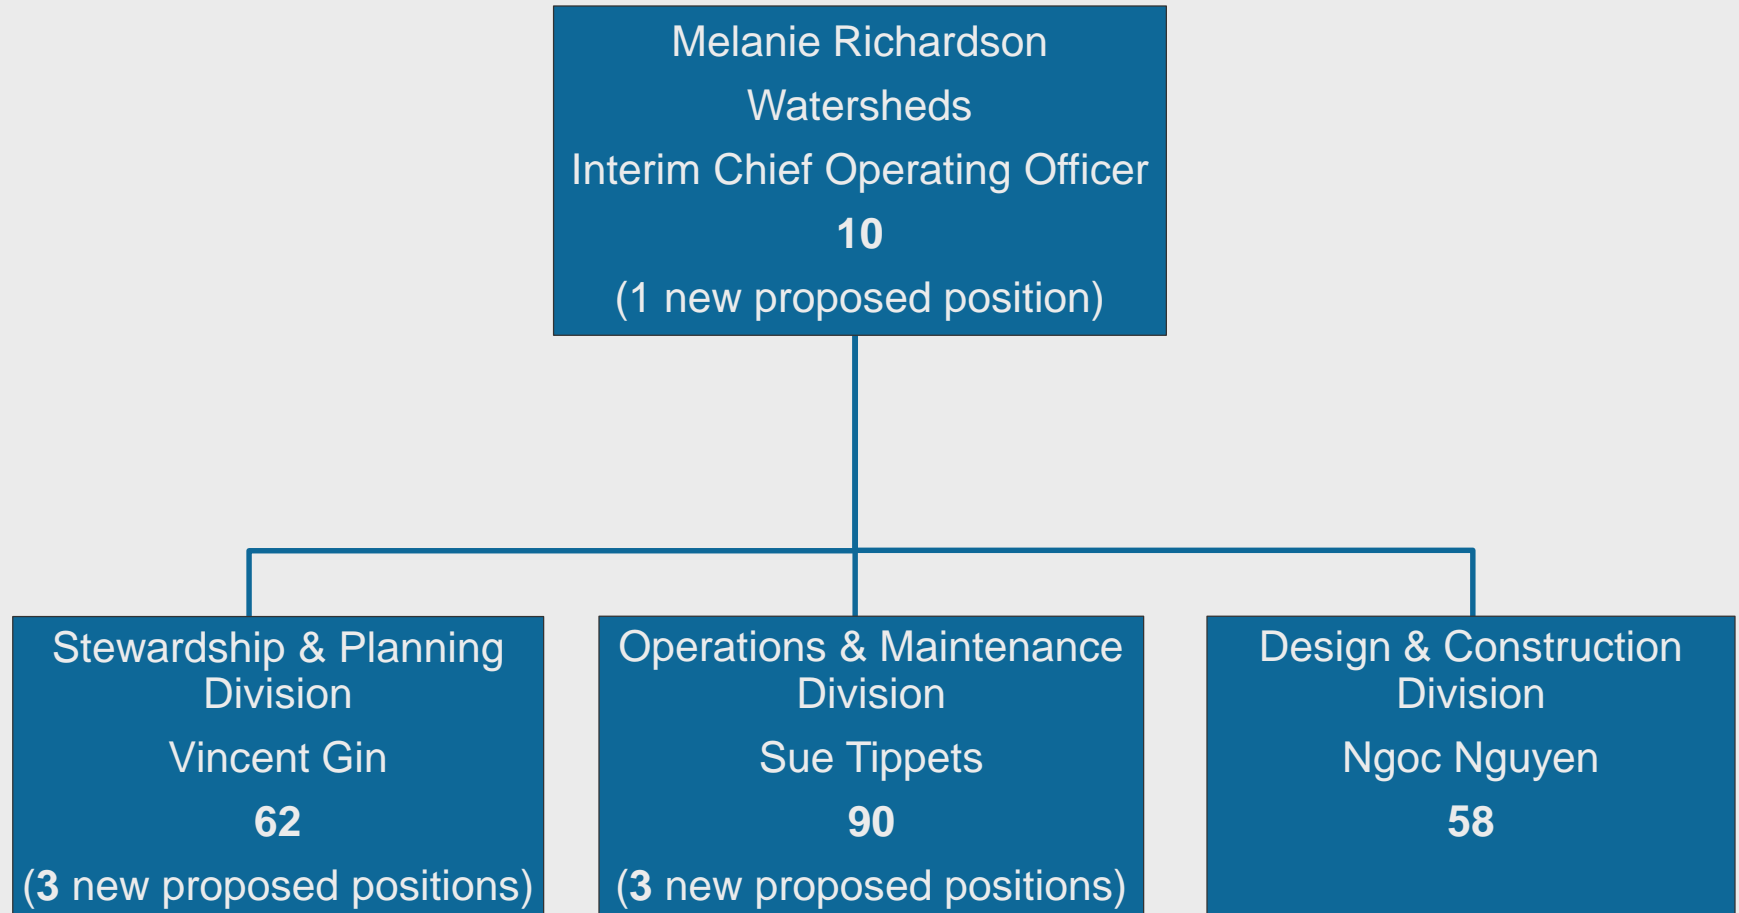 Melanie Richardson
Watersheds
Interim Chief Operating Officer
10
(1 new proposed position)
Stewardship & Planning
Division
Vincent Gin
62
(3 new proposed positions)
Operations & Maintenance
Division
Sue Tippets
90
(3 new proposed positions)
Design & Construction
Division
Ngoc Nguyen
58